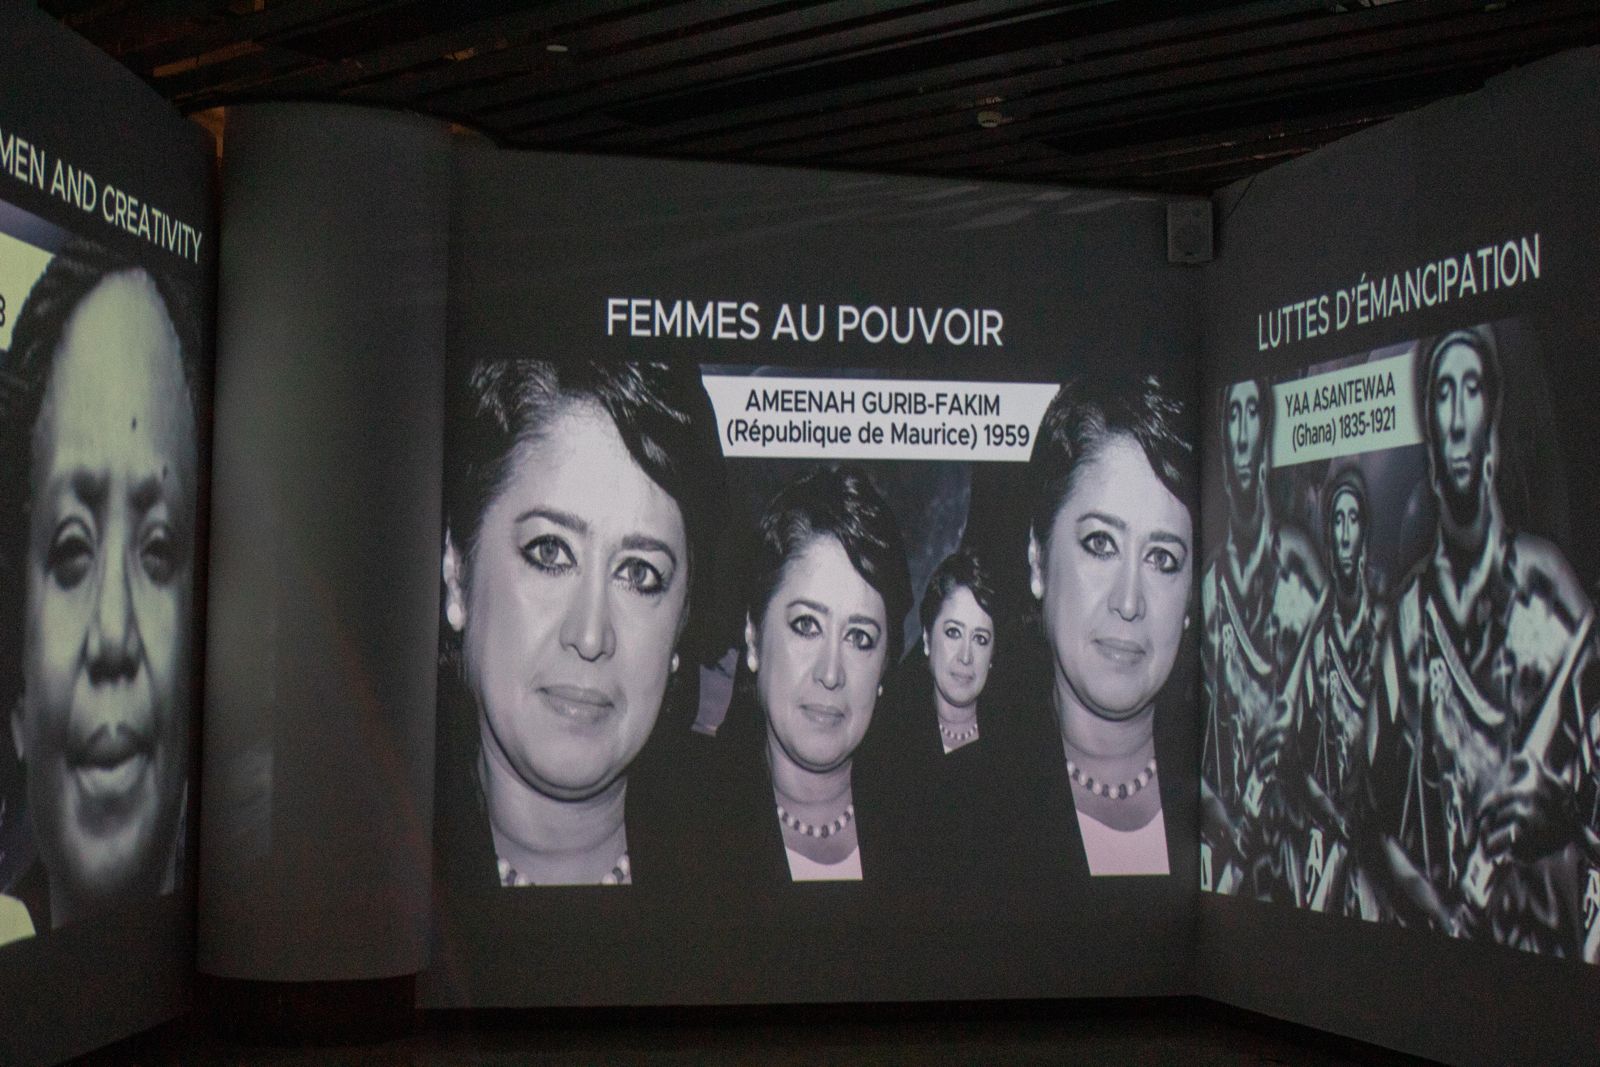 MEN AND CREATIVITY
FEMMES AU POUVOIR
AMEENAH GURIB-FAKIM
(République de Maurice) 1959
LUTTES D'ÉMANCIPATION
YAA ASANTEWAA
(Ghana) 1835-1921